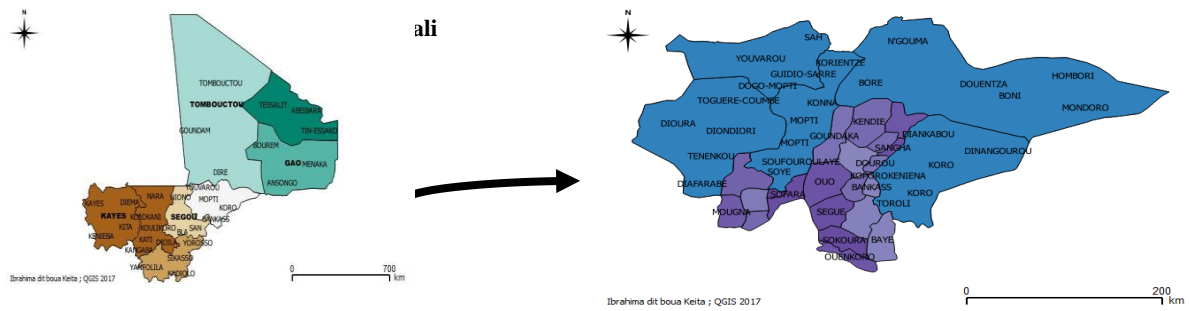 N
ali
TOMBOUCTOU
TOMBOUCTOU
TESSALIT
ABEIBARA
TIN-ESSAKO
GOUNDAM
BOUREM
GAO MENAKA
DIRE
ANSONGO
YOUVAROU
NARA
NIONO
MOPTI
KAYES
DIEMA
KORO
KAYES
KOLOKANI
SEGOU
BANKASS
KITA
KOULIKORO
BLA
SAN
KENIEBA
KATI
DIOILA
YOROSSO
KANGABA
SIKASSO
YANFOLILA
KADIOLO
Ibrahima dit boua Keita ; QGIS 2017
0 700
km
N
SAH
N'GOUMA
YOUVAROU
KORIENTZE
GUIDIO-SARRE
HOMBORI
DOGO-MOPTI
BORE
DOUENTZA
BONI
TOGUERE-COUMBE
KONNA
MONDORO
DIOURA
MOPTI
KENDIE
DIONDIORI
GOUNDAKA
DIANKABOU
MOPTI
SANGHA
DINANGOUROU
TENENKOU
SOUFOUROULAYE
DOUROU
KORO
SOYE
KOPOROKENIENA
DIAFARABE
OUO
BANKASS
SOFARA
KORO
TOROLI
MOUGNA
SEGUE
SOKOURA
BAYE
OUENKORO
Ibrahima dit boua Keita ; QGIS 2017
0 200
km